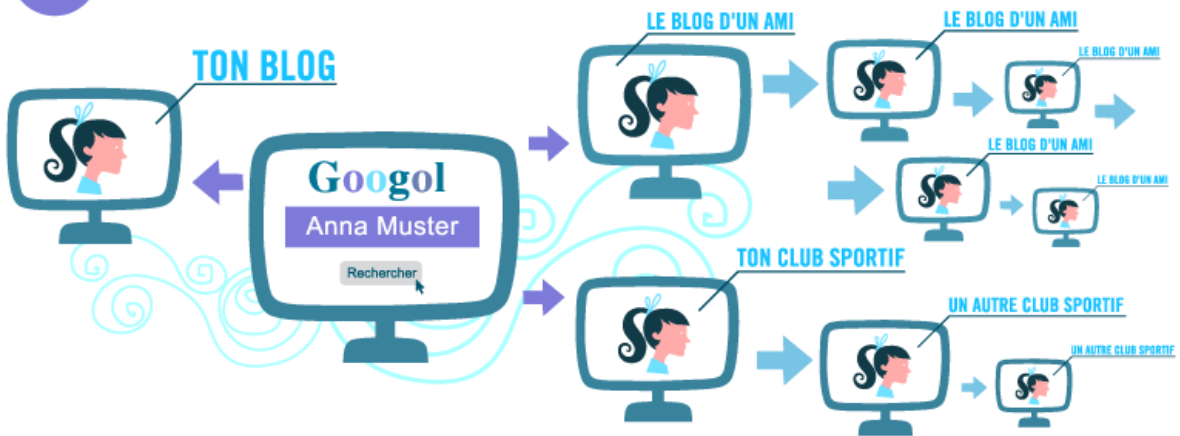 TON BLOG
Googol
Anna Muster
Rechercher
LE BLOG D'UN AMI
LE BLOG D'UN AMI
LE BLOG D'UN AMI
LE BLOG D'UN AMI
LE BLOG D'UN AMI
TON CLUB SPORTIF
UN AUTRE CLUB SPORTIF
UN AUTRE CLUB SPORTIF